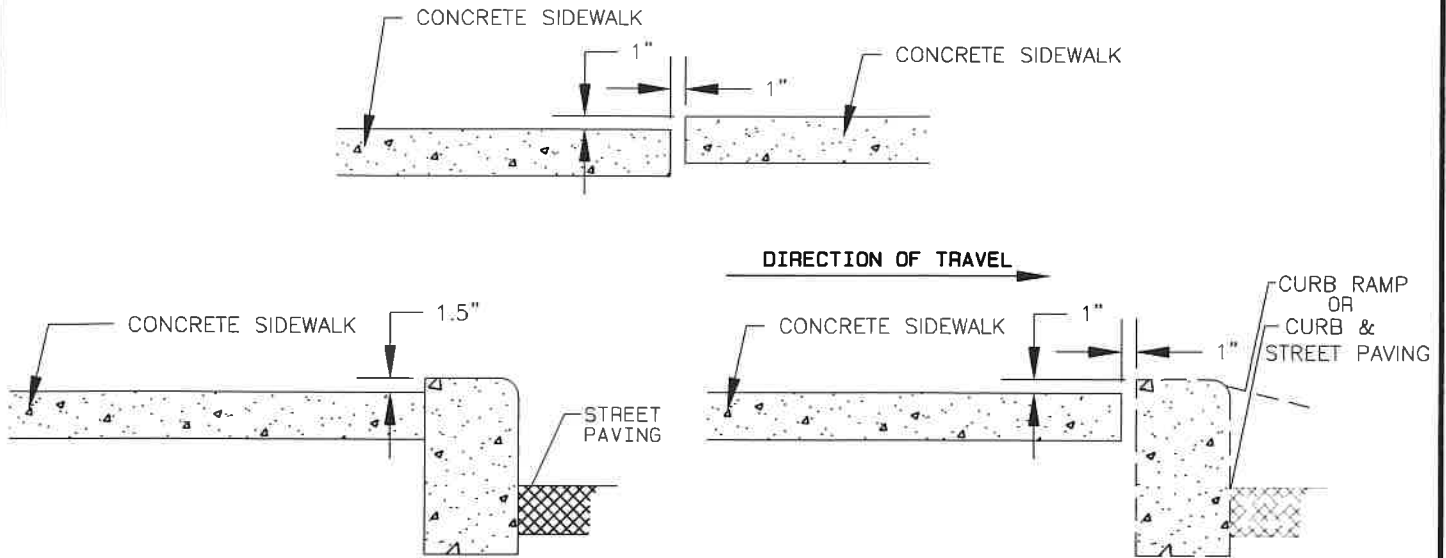 CONCRETE SIDEWALK
1"
1"
CONCRETE SIDEWALK
DIRECTION OF TRAVEL
CONCRETE SIDEWALK
1.5"
STREET
PAVING
CONCRETE SIDEWALK
1"
1"
CURB RAMP
OR
CURB &
STREET PAVING